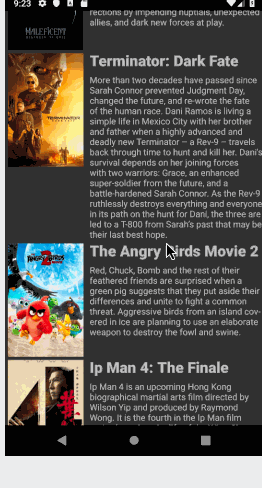 9:23
rections by impending nuptials, unexpected
allies, and dark new forces at play.
MALEFICENT
Terminator: Dark Fate
More than two decades have passed since
Sarah Connor prevented Judgment Day,
changed the future, and re-wrote the fate
of the human race. Dani Ramos is living a
simple life in Mexico City with her brother
and father when a highly advanced and
deadly new Terminator – a Rev-9 – travels
back through time to hunt and kill her. Dani's
survival depends on her joining forces
with two warriors: Grace, an enhanced
super-soldier from the future, and a
battle-hardened Sarah Connor. As the Rev-9
ruthlessly destroys everything and everyone
in its path on the hunt for Dani, the three are
led to a T-800 from Sarah's past that may be
their last best hope.
The Angry Birds Movie 2
Red, Chuck, Bomb and the rest of their
feathered friends are surprised when a
green pig suggests that they put aside their
differences and unite to fight a common
threat. Aggressive birds from an island cov-
ered in ice are planning to use an elaborate
weapon to destroy the fowl and swine.
Ip Man 4: The Finale
Ip Man 4 is an upcoming Hong Kong
biographical martial arts film directed by
Wilson Yip and produced by Raymond
Wong. It is the fourth in the Ip Man film